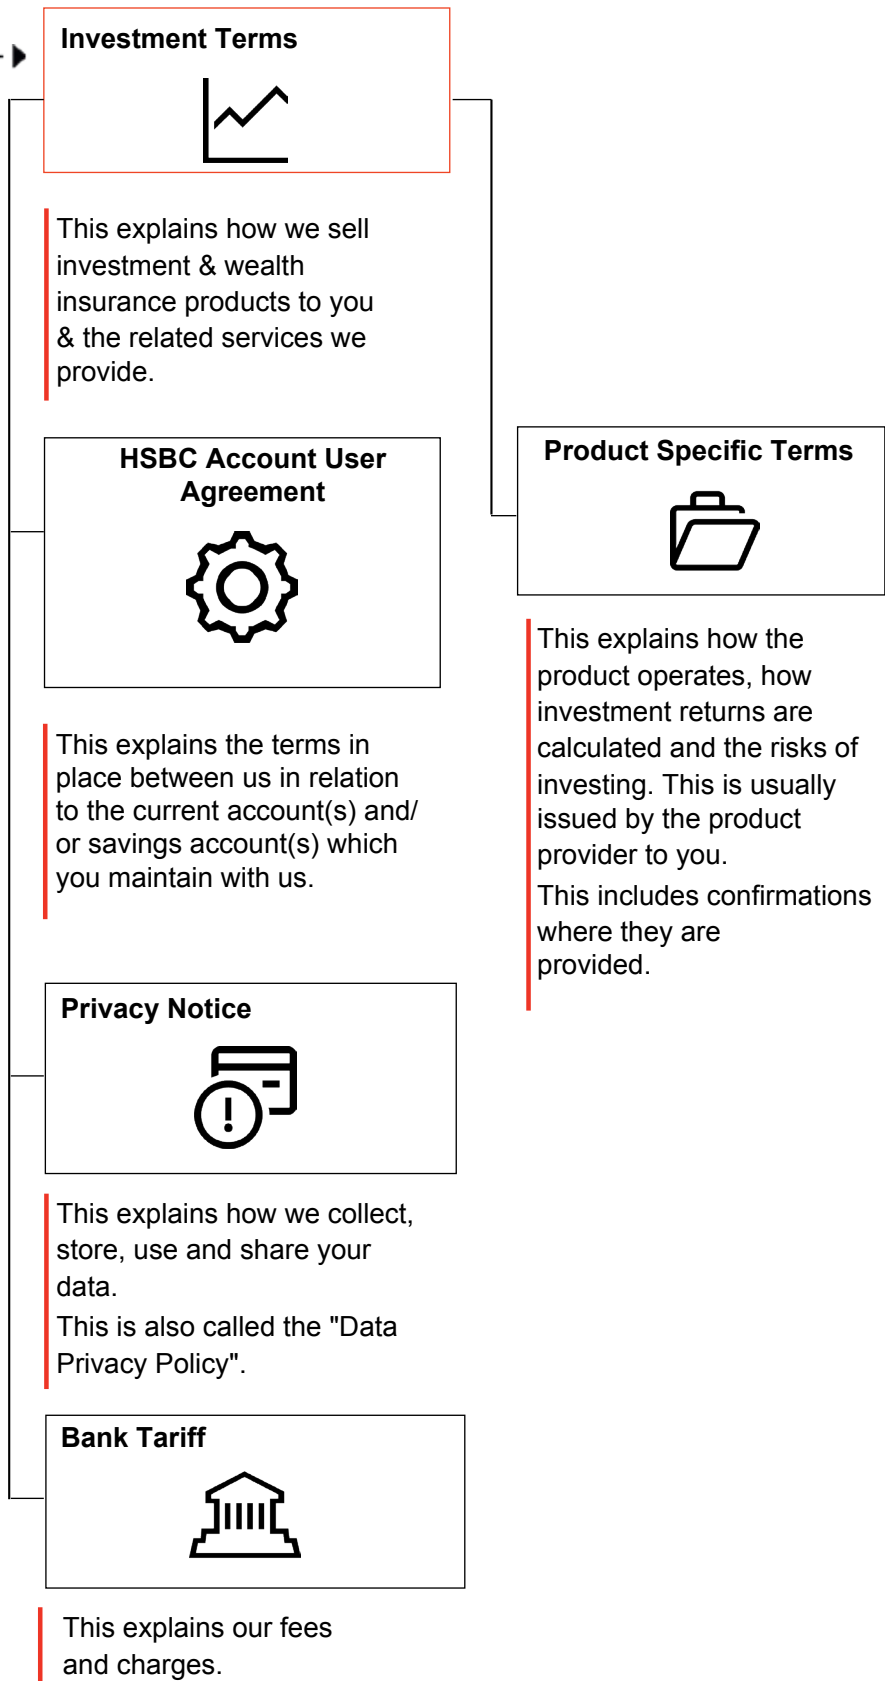 Investment Terms
This explains how we sell
investment & wealth
insurance products to you
& the related services we
provide.
HSBC Account User
Agreement
This explains the terms in
place between us in relation
to the current account(s) and/
or savings account(s) which
you maintain with us.
Product Specific Terms
This explains how the
product operates, how
investment returns are
calculated and the risks of
investing. This is usually
issued by the product
provider to you.
This includes confirmations
where they are
provided.
Privacy Notice
This explains how we collect,
store, use and share your
data.
This is also called the "Data
Privacy Policy".
Bank Tariff
This explains our fees
and charges.